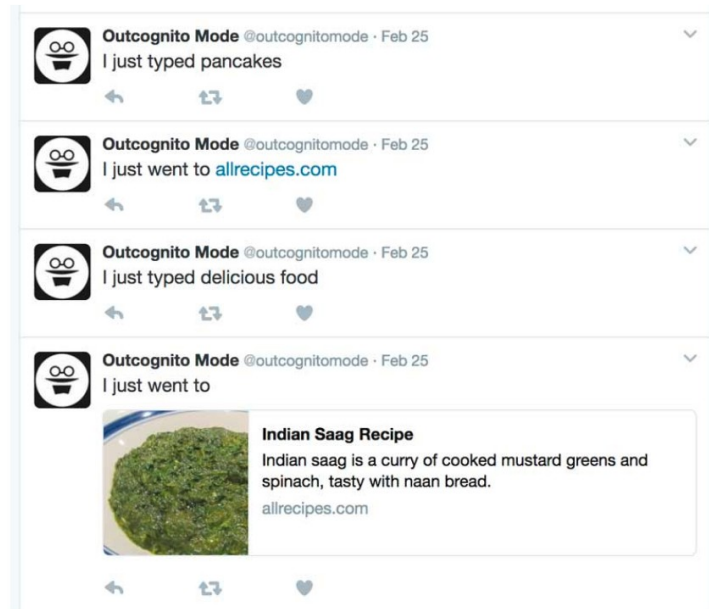 Outcognito Mode @outcognitomode · Feb 25
I just typed pancakes
Outcognito Mode @outcognitomode · Feb 25
I just went to allrecipes.com
Outcognito Mode @outcognitomode · Feb 25
I just typed delicious food
Outcognito Mode @outcognitomode · Feb 25
I just went to
Indian Saag Recipe
Indian saag is a curry of cooked mustard greens and
spinach, tasty with naan bread.
allrecipes.com